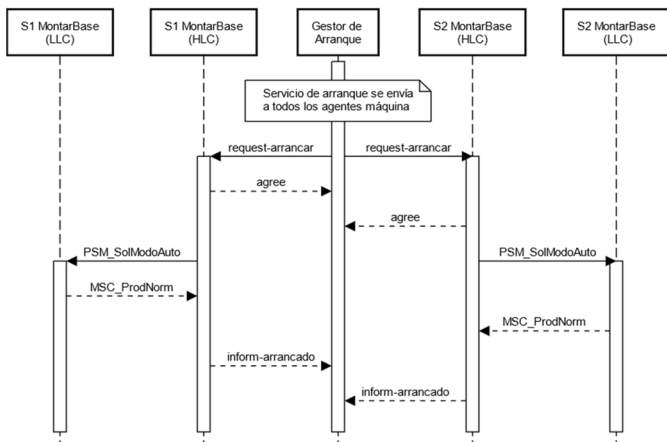 S1 MontarBase
(LLC)
S1 MontarBase
(HLC)
Gestor de
Arranque
S2 MontarBase
(HLC)
S2 MontarBase
(LLC)
Servicio de arranque se envía
a todos los agentes máquina
request-arrancar
request-arrancar
agree
agree
PSM_SolModoAuto
PSM_SolModoAuto
MSC_ProdNorm
MSC_ProdNorm
inform-arrancado
inform-arrancado